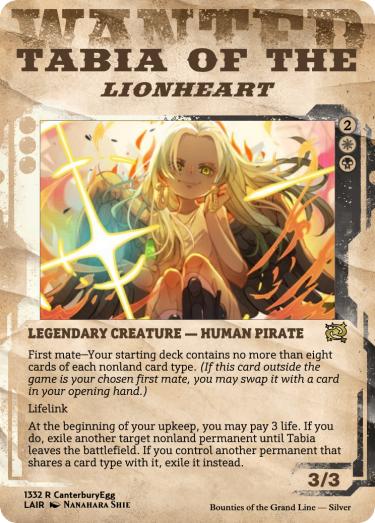 WANTED
TABIA OF THE
LIONHEART
2
LEGENDARY CREATURE — HUMAN PIRATE
First mate—Your starting deck contains no more than eight
cards of each nonland card type. (If this card outside the
game is your chosen first mate, you may swap it with a card
in your opening hand.)
Lifelink
At the beginning of your upkeep, you may pay 3 life. If you
do, exile another target nonland permanent until Tabia
leaves the battlefield. If you control another permanent that
shares a card type with it, exile it instead.
3/3
1332 R CanterburyEgg
LAIR Nanahara Shie
Bounties of the Grand Line — Silver